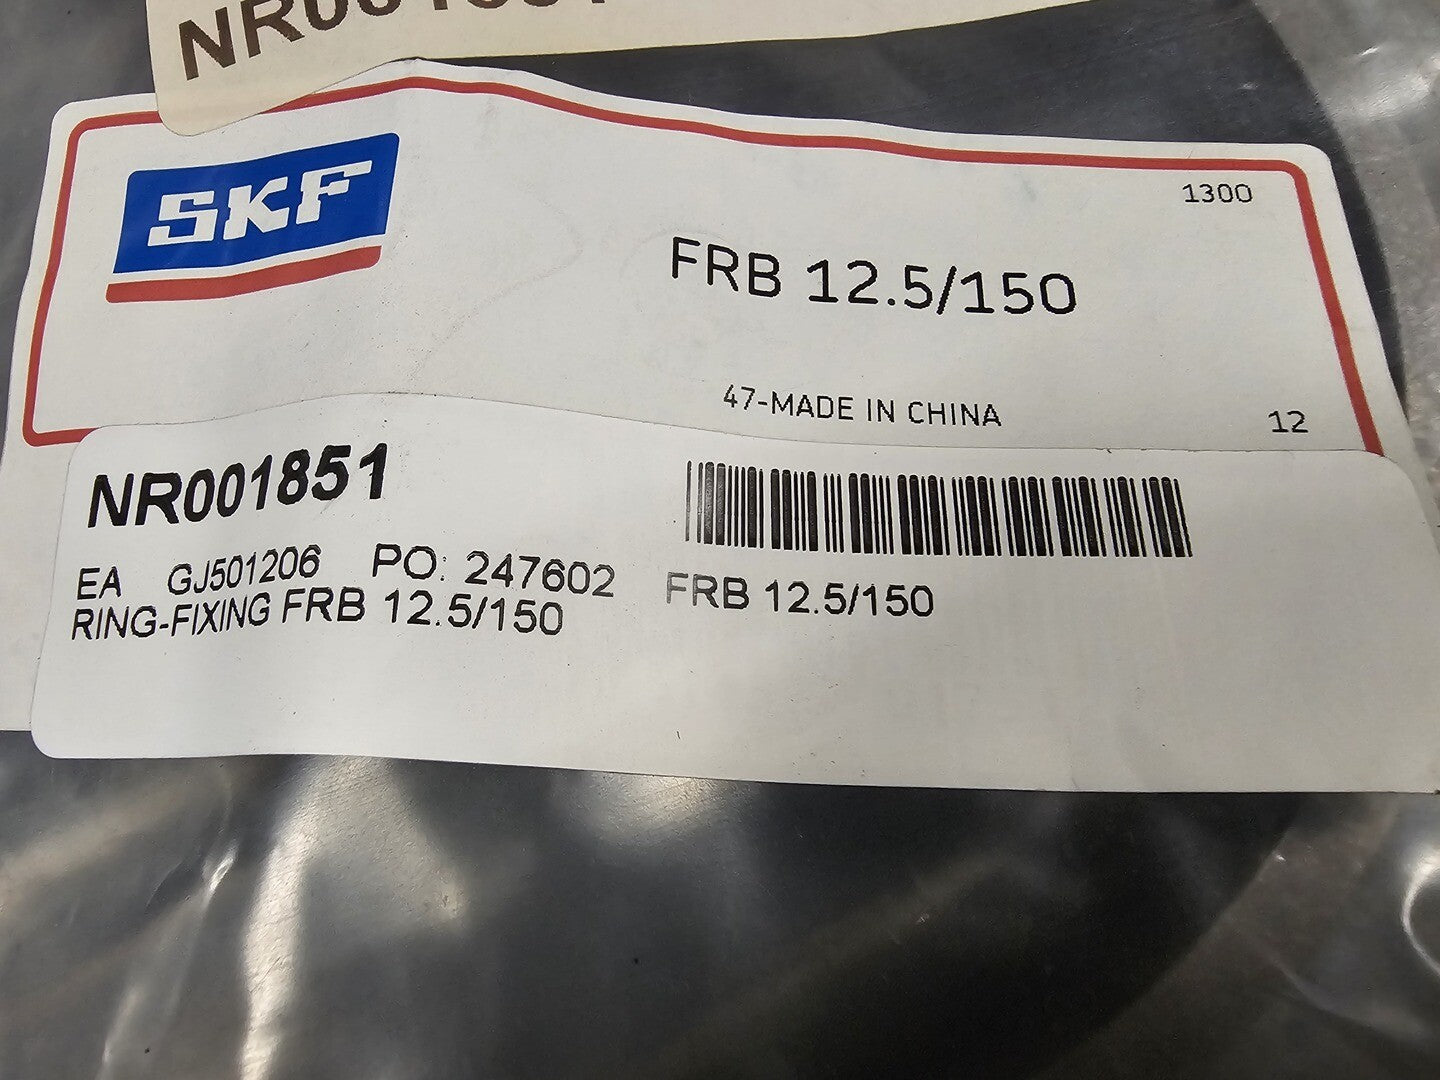 SKF
1300
FRB 12.5/150
47-MADE IN CHINA
12
NR001851
EA GJ501206 PO: 247602
RING-FIXING FRB 12.5/150
FRB 12.5/150